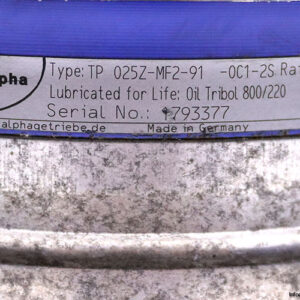 pha
Type: TP 025Z-MF2-91 -0C1-2S Rat
Lubricated for Life: Oil Tribol 800/220
Serial No.: 1793377
alphagetriebe.de Made in Germany